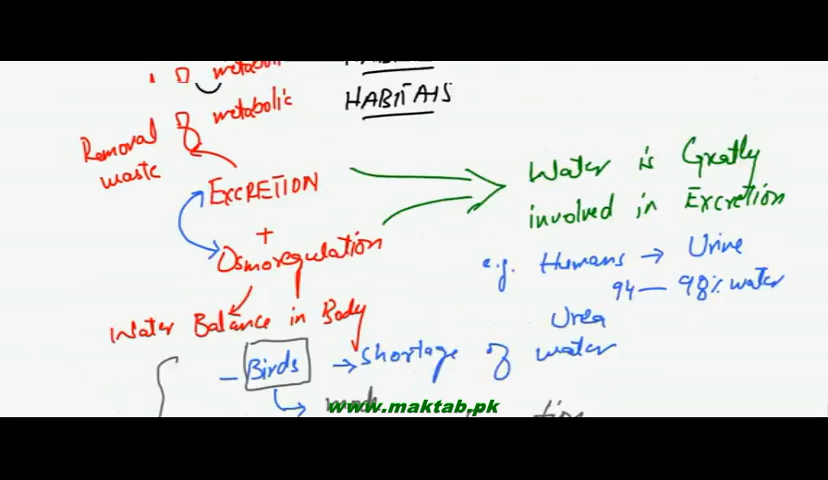 metaboli
HABITATS
Removal of metabolic
waste
EXCRETION
+
Osmoregulation
Water Balance in Body
Water is Greatly
involved in Excretion
e.g. Humans → Urine
94 — 98% water
Urea
- Birds → Shortage of water
www.maktab.pk